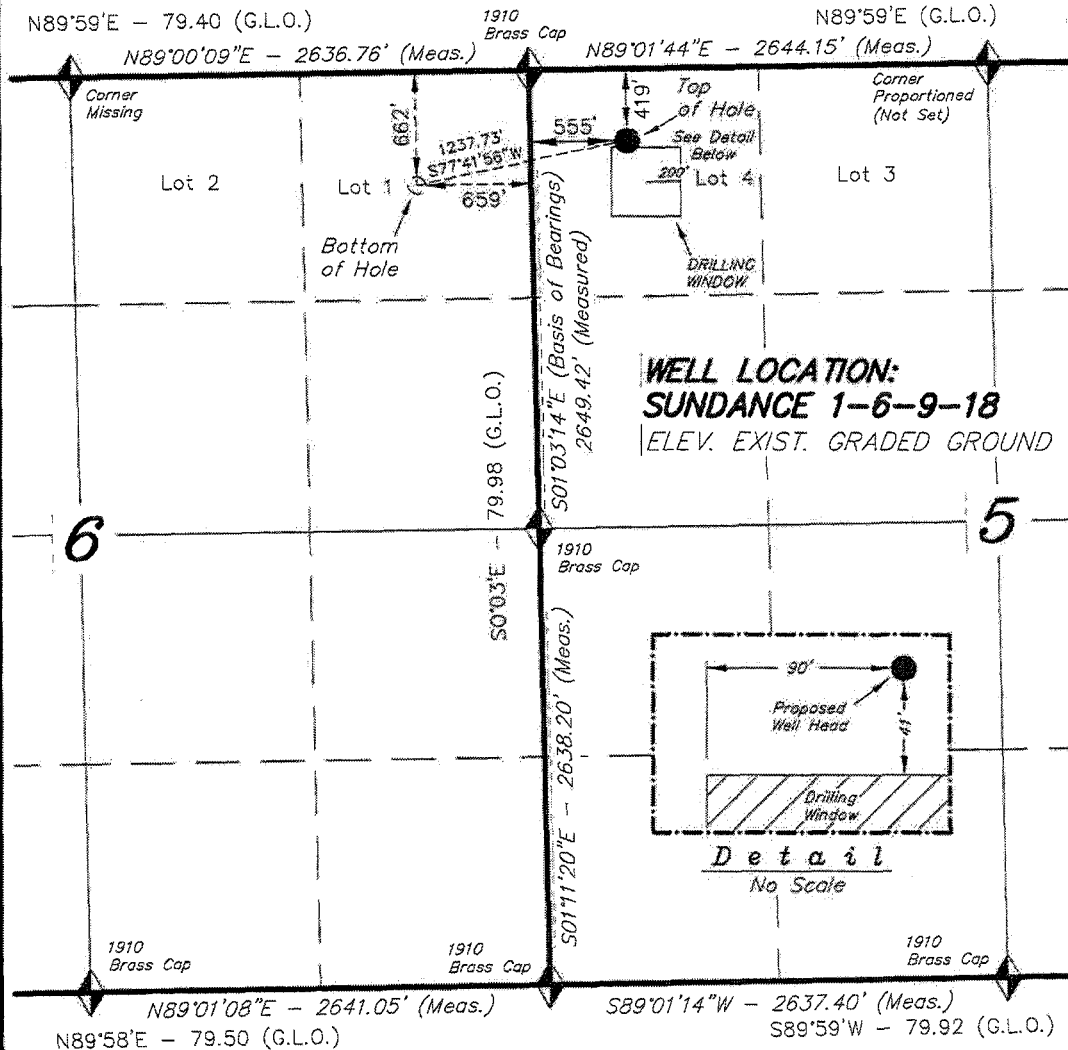 N89°59'E - 79.40 (G.L.O.)
1910
Brass Cap
N89°59'E (G.L.O.)
N89°00'09"E - 2636.76' (Meas.)
N89°01'44"E - 2644.15' (Meas.)
Corner
Missing
Corner
Proportioned
(Not Set)
662'
1237.73'
S77°41'56"W
659'
555'
419'
Top
of Hole
See Detail
Below
200'
Lot 2
Lot 1
Lot 4
Lot 3
Bottom
of Hole
DRILLING
WINDOW
S01°03'14"E (Basis of Bearings)
2649.42' (Measured)
WELL LOCATION:
SUNDANCE 1-6-9-18
ELEV. EXIST. GRADED GROUND
S0°03'E - 79.98 (G.L.O.)
6
5
1910
Brass Cap
S01°11'20"E - 2638.20' (Meas.)
90'
Proposed
Well Head
41'
Drilling
Window
Detail
No Scale
1910
Brass Cap
1910
Brass Cap
1910
Brass Cap
N89°01'08"E - 2641.05' (Meas.)
S89°01'14"W - 2637.40' (Meas.)
N89°58'E - 79.50 (G.L.O.)
S89°59'W - 79.92 (G.L.O.)